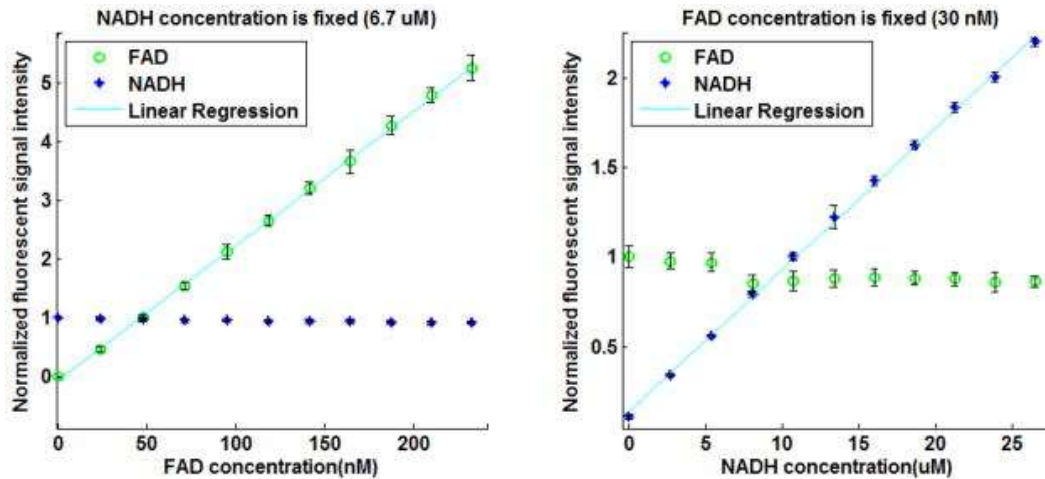 NADH concentration is fixed (6.7 uM)
Normalized fluorescent signal intensity
5
4
3
2
1
0
FAD
NADH
Linear Regression
0 50 100 150 200
FAD concentration(nM)
FAD concentration is fixed (30 nM)
Normalized fluorescent signal intensity
2
1.5
1
0.5
FAD
NADH
Linear Regression
0 5 10 15 20 25
NADH concentration(uM)